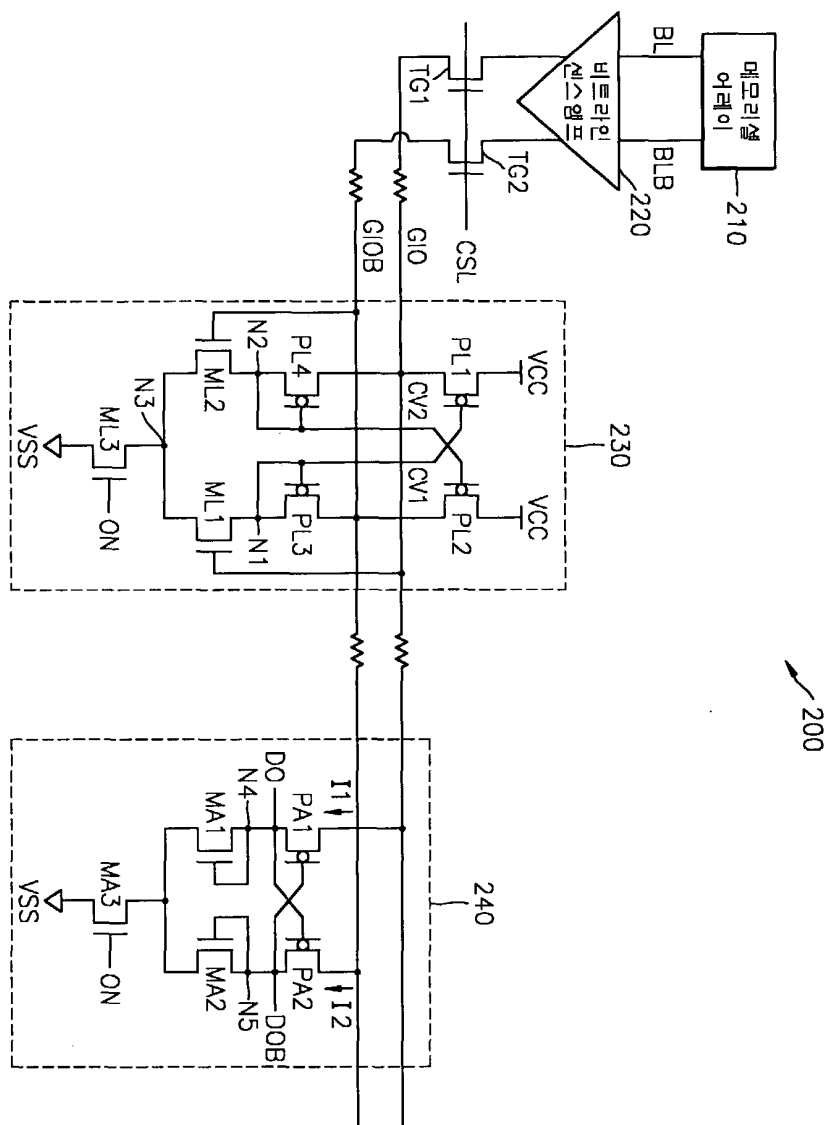 200
메모리셀
어레이
210
BL
BLB
비트라인
센스앰프
220
TG1
TG2
CSL
GIO
GIOB
230
VCC
VCC
PL1
PL2
CV2
CV1
PL4
PL3
N2
N1
ML2
ML1
N3
ML3
ON
VSS
240
I1
I2
PA1
PA2
DO
DOB
N4
N5
MA1
MA2
MA3
ON
VSS